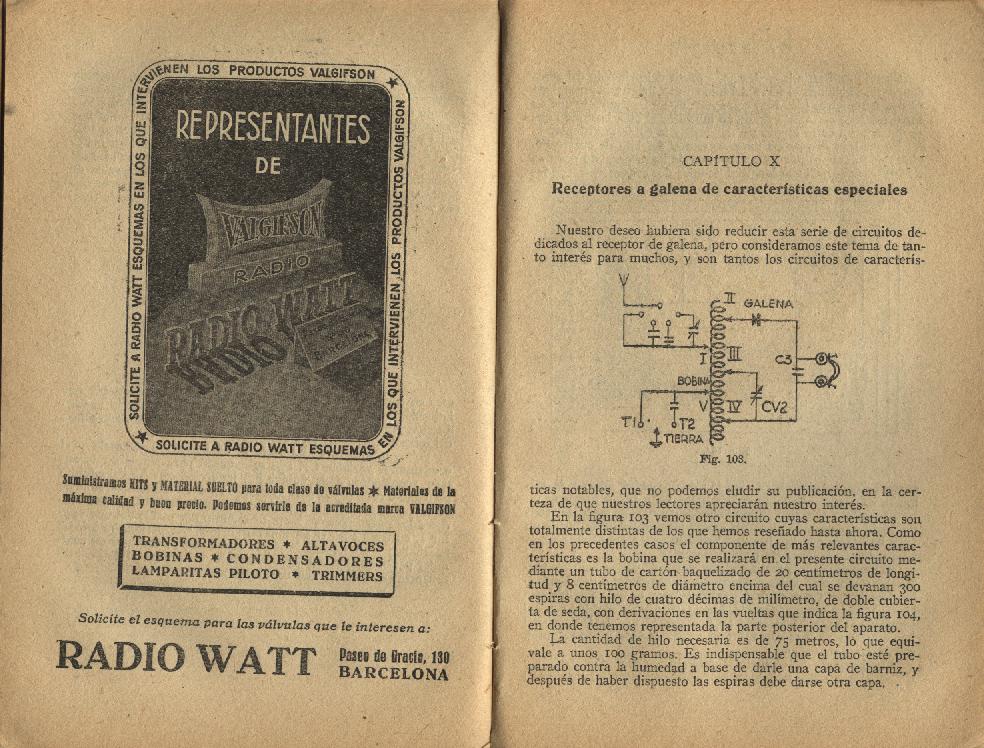 SOLICITE A RADIO WATT ESQUEMAS EN LOS QUE INTERVIENEN LOS PRODUCTOS VALGIFSON
REPRESENTANTES
DE
VALGIFSON
RADIO
RADIO WATT
BARCELONA
EN LOS QUE INTERVIENEN LOS PRODUCTOS VALGIFSON
SOLICITE A RADIO WATT ESQUEMAS
Suministramos KITS y MATERIAL SUELTO para toda clase de válvulas ★ Materiales de la
máxima calidad y buen precio. Podemos servirle de la acreditada marca VALGIFSON
TRANSFORMADORES * ALTAVOCES
BOBINAS * CONDENSADORES
LAMPARITAS PILOTO * TRIMMERS
Solicite el esquema para las válvulas que le interesen a:
RADIO WATT
Paseo de Gracia, 130
BARCELONA
CAPÍTULO X
Receptores a galena de características especiales
Nuestro deseo hubiera sido reducir esta serie de circuitos de-
dicados al receptor de galena, pero consideramos este tema de tan-
to interés para muchos, y son tantos los circuitos de caracterís-
II GALENA
I III
C3
BOBINA
V IV CV2
T1 T2
TIERRA
Fig. 103.
ticas notables, que no podemos eludir su publicación, en la cer-
teza de que nuestros lectores apreciarán nuestro interés.
En la figura 103 vemos otro circuito cuyas características son
totalmente distintas de los que hemos reseñado hasta ahora. Como
en los precedentes casos el componente de más relevantes carac-
terísticas es la bobina que se realizará en el presente circuito me-
diante un tubo de cartón baquelizado de 20 centímetros de longi-
tud y 8 centímetros de diámetro encima del cual se devanan 300
espiras con hilo de cuatro décimas de milímetro, de doble cubier-
ta de seda, con derivaciones en las vueltas que indica la figura 104,
en donde tenemos representada la parte posterior del aparato.
La cantidad de hilo necesaria es de 75 metros, lo que equi-
vale a unos 100 gramos. Es indispensable que el tubo esté pre-
parado contra la humedad a base de darle una capa de barniz, y
después de haber dispuesto las espiras debe darse otra capa.